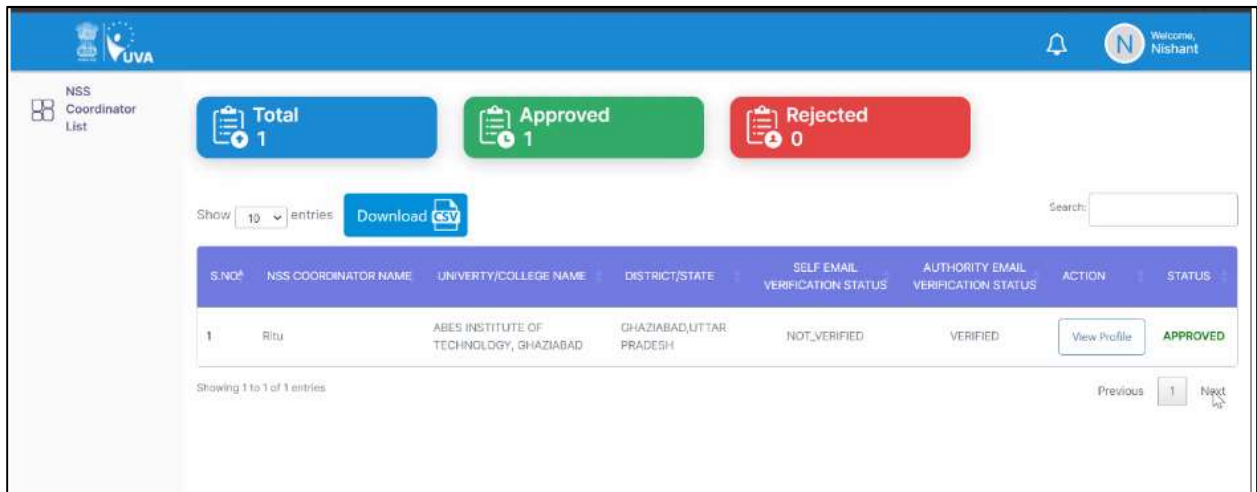 UVA
Welcome,
N Nishant
NSS
Coordinator
List
Total
1
Approved
1
Rejected
0
Show 10 entries
Download CSV
Search:
S.NO. NSS COORDINATOR NAME UNIVERTY/COLLEGE NAME DISTRICT/STATE SELF EMAIL VERIFICATION STATUS AUTHORITY EMAIL VERIFICATION STATUS ACTION STATUS
1 Ritu ABES INSTITUTE OF TECHNOLOGY, GHAZIABAD GHAZIABAD,UTTAR PRADESH NOT_VERIFIED VERIFIED View Profile APPROVED
Showing 1 to 1 of 1 entries
Previous 1 Next